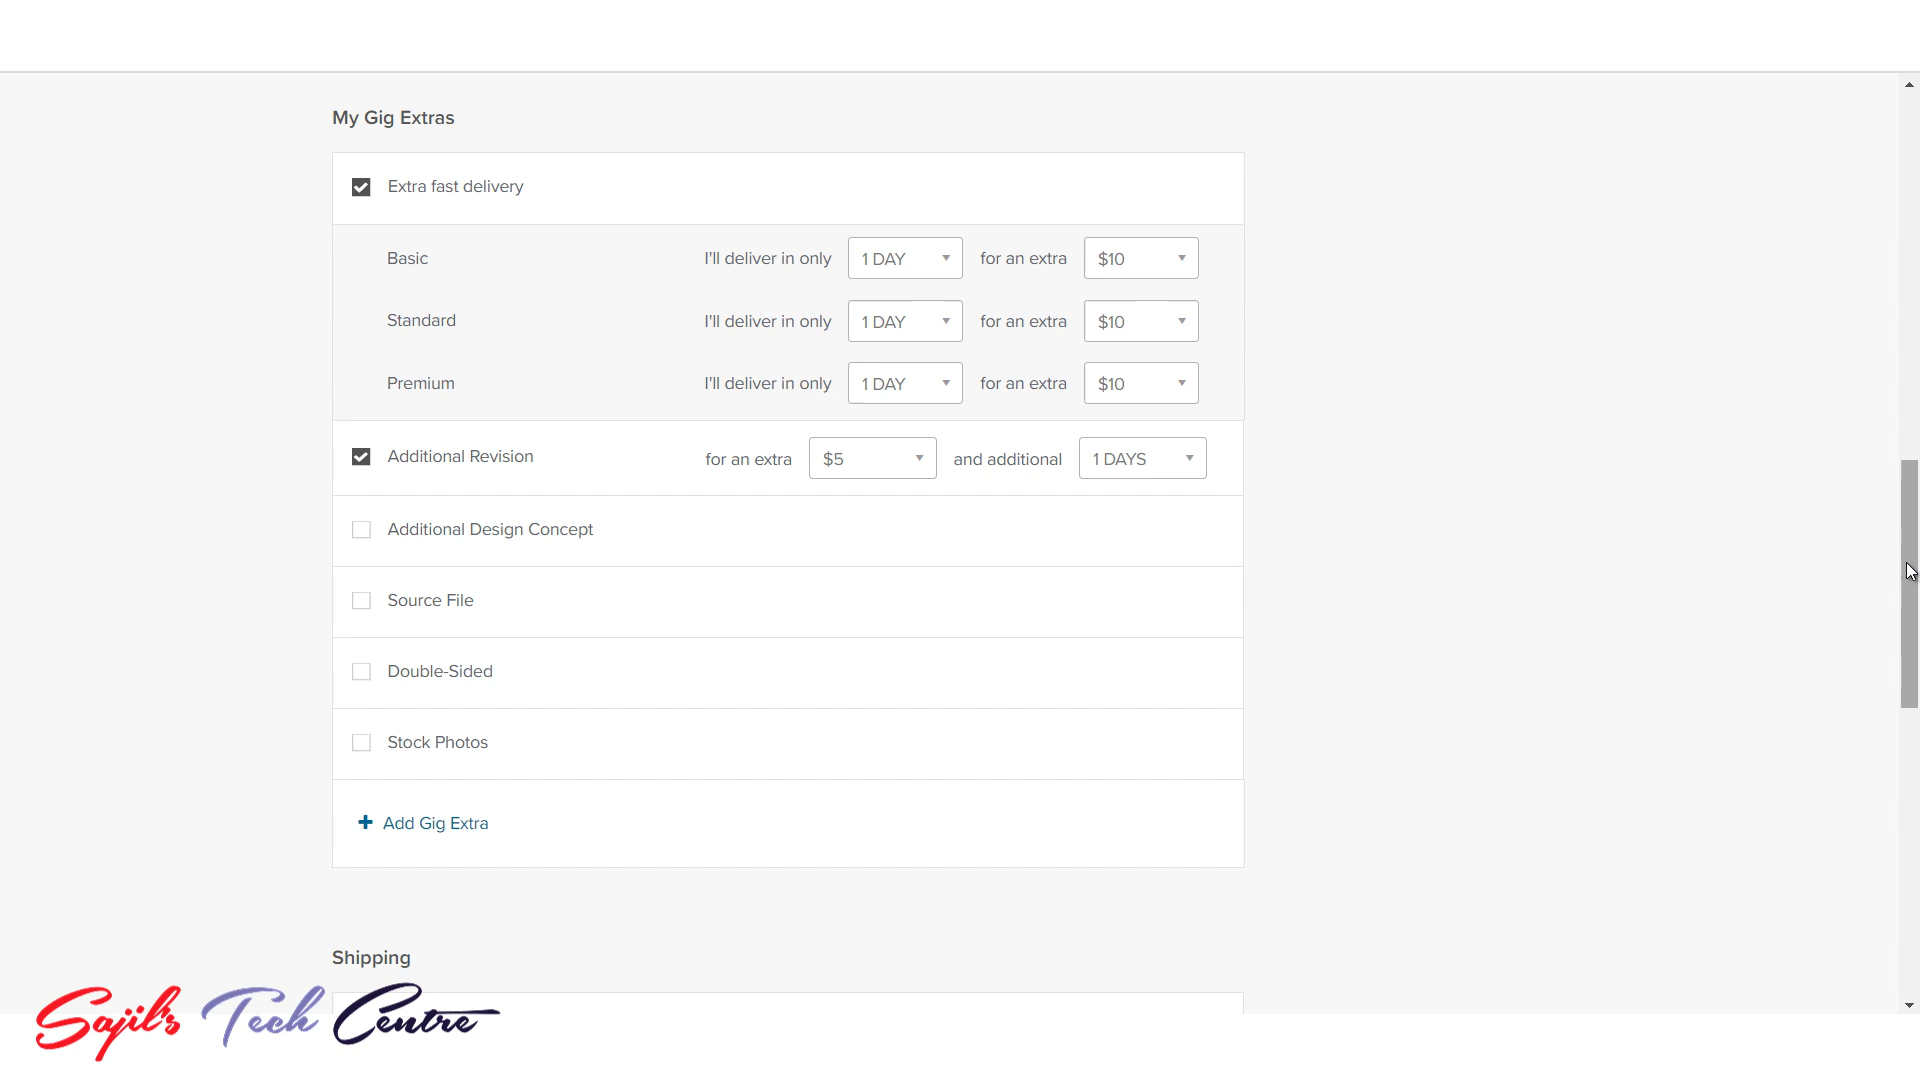 My Gig Extras
Extra fast delivery
Basic I'll deliver in only 1 DAY for an extra $10
Standard I'll deliver in only 1 DAY for an extra $10
Premium I'll deliver in only 1 DAY for an extra $10
Additional Revision for an extra $5 and additional 1 DAYS
Additional Design Concept
Source File
Double-Sided
Stock Photos
+ Add Gig Extra
Shipping
Sajil's Tech Centre